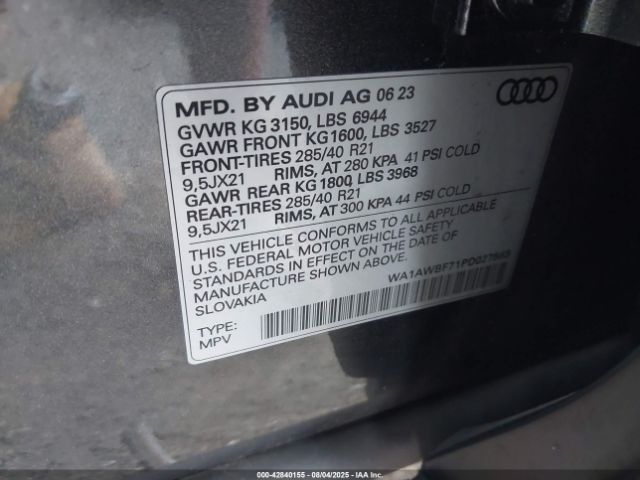 MFD. BY AUDI AG 06 23
GVWR KG 3150, LBS 6944
GAWR FRONT KG 1600, LBS 3527
FRONT-TIRES 285/40 R21
9,5JX21 RIMS, AT 280 KPA 41 PSI COLD
GAWR REAR KG 1800, LBS 3968
REAR-TIRES 285/40 R21
9,5JX21 RIMS, AT 300 KPA 44 PSI COLD
THIS VEHICLE CONFORMS TO ALL APPLICABLE
U.S. FEDERAL MOTOR VEHICLE SAFETY
STANDARDS IN EFFECT ON THE DATE OF
MANUFACTURE SHOWN ABOVE.
SLOVAKIA
TYPE:
MPV
000-42840155 - 08/04/2025 - IAAI.COM